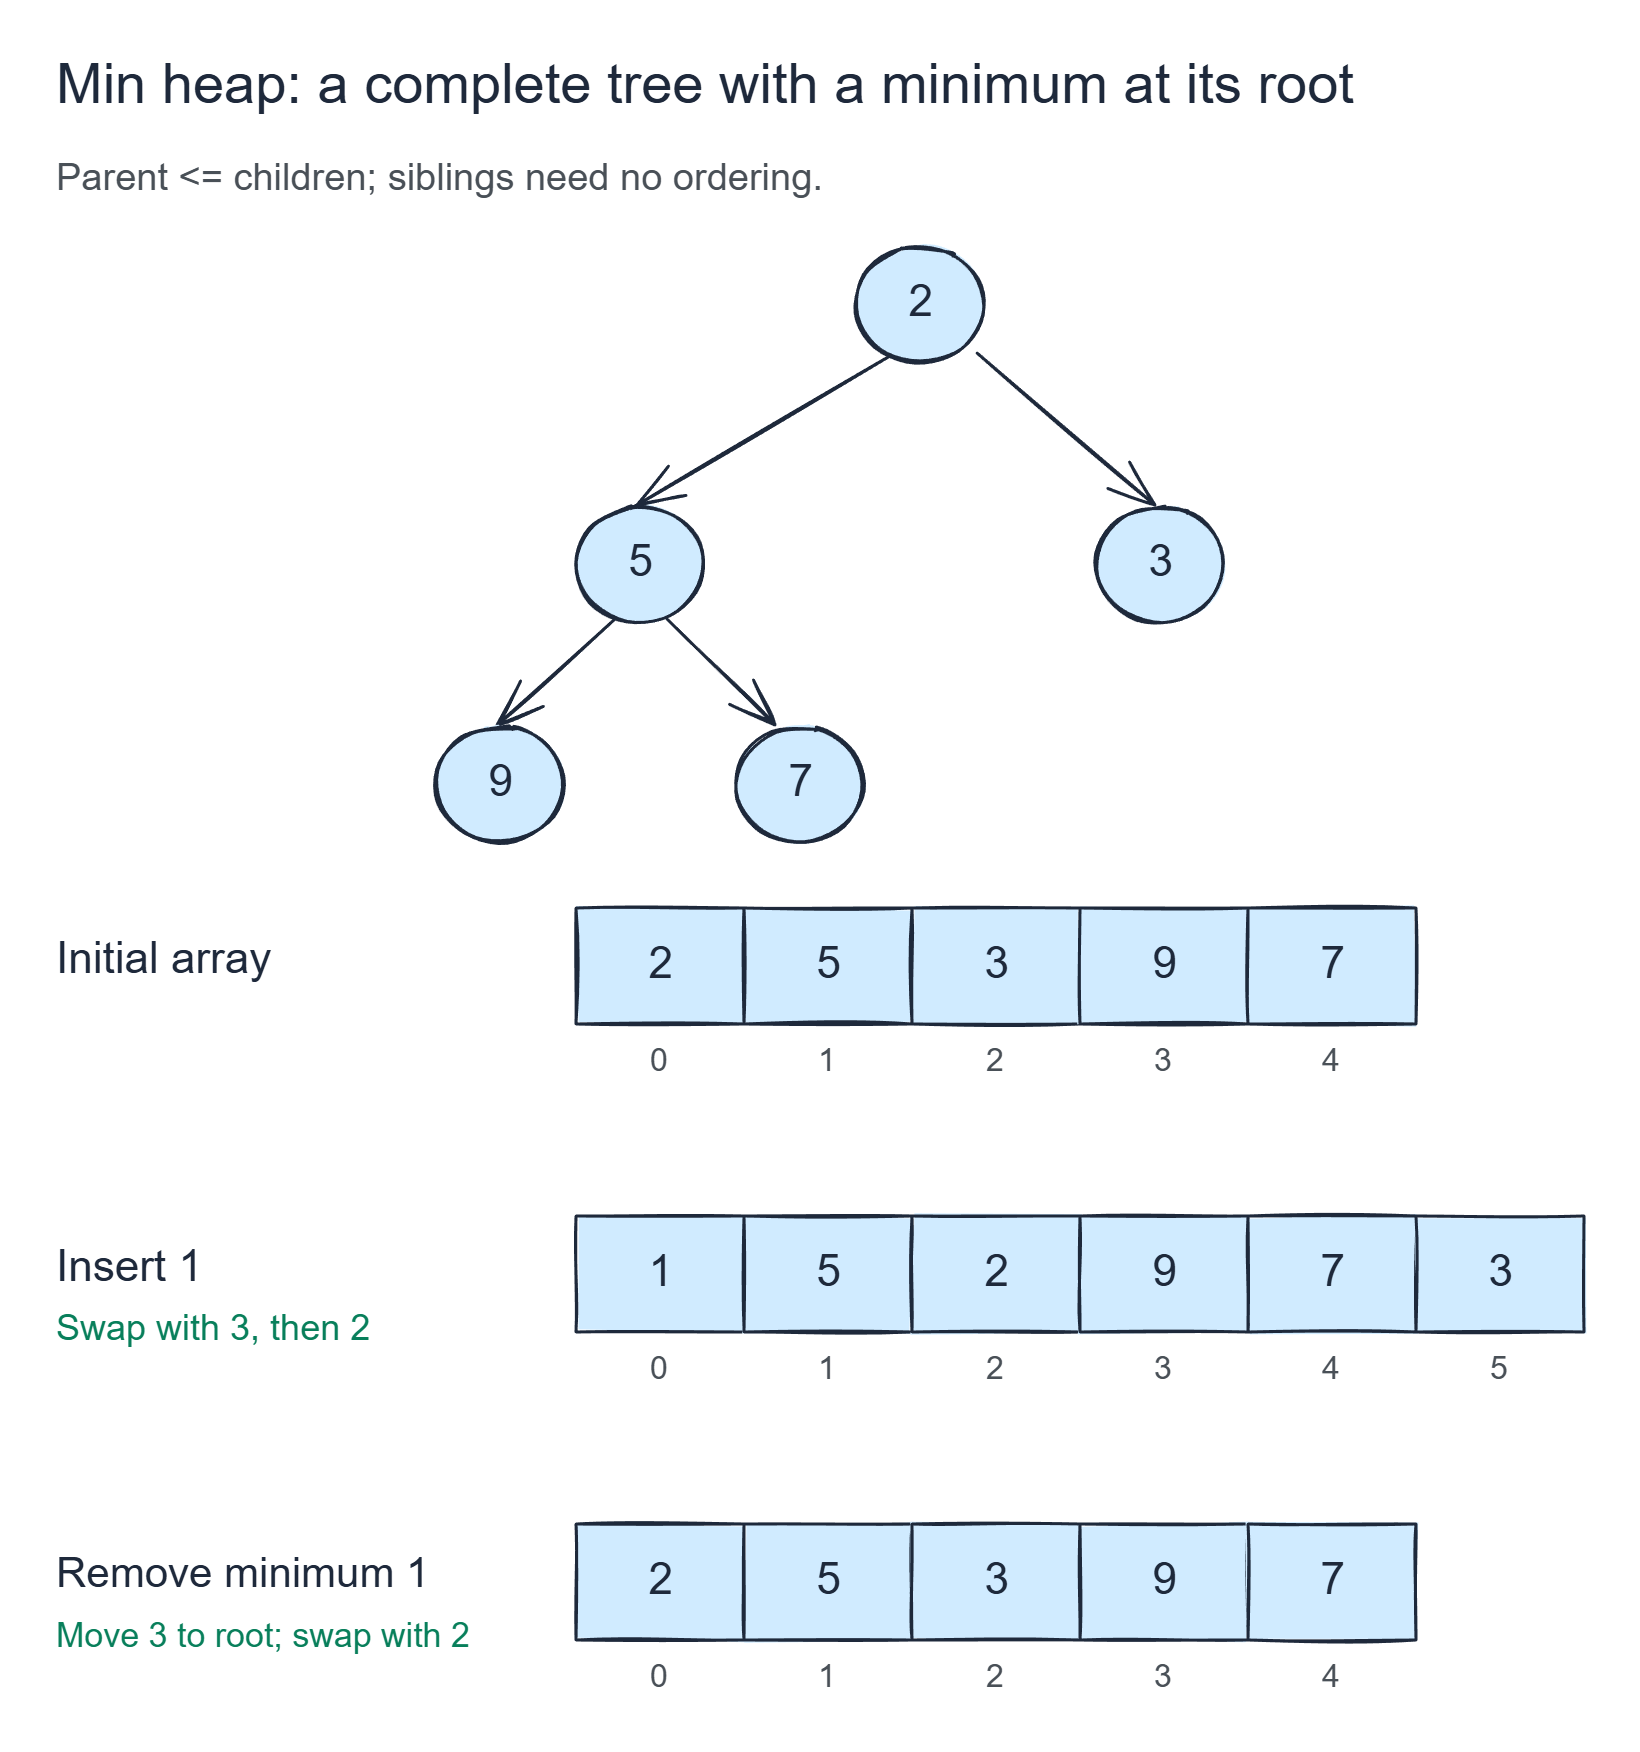 Min heap: a complete tree with a minimum at its root
Parent <= children; siblings need no ordering.
2
5 3
9 7
Initial array 2 5 3 9 7
0 1 2 3 4
Insert 1 1 5 2 9 7 3
Swap with 3, then 2
0 1 2 3 4 5
Remove minimum 1 2 5 3 9 7
Move 3 to root; swap with 2
0 1 2 3 4